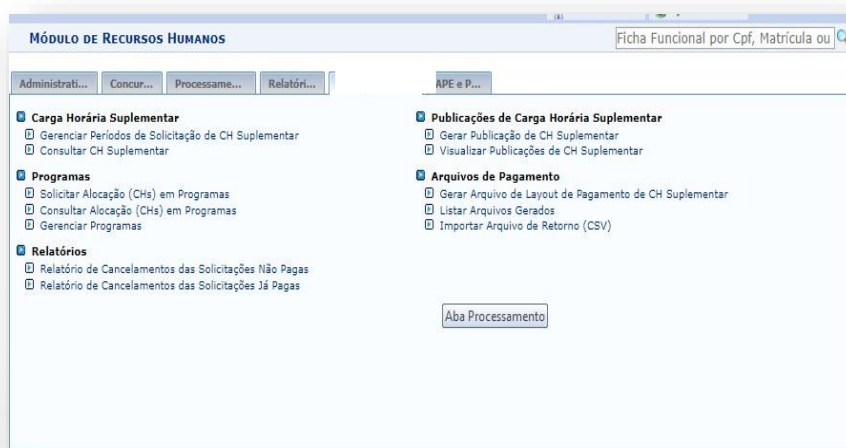 MÓDULO DE RECURSOS HUMANOS
Ficha Funcional por Cpf, Matrícula ou
Administrati...
Concur...
Processame...
Relatóri...
APE e P...
Carga Horária Suplementar
Gerenciar Períodos de Solicitação de CH Suplementar
Consultar CH Suplementar
Programas
Solicitar Alocação (CHs) em Programas
Consultar Alocação (CHs) em Programas
Gerenciar Programas
Relatórios
Relatório de Cancelamentos das Solicitações Não Pagas
Relatório de Cancelamentos das Solicitações Já Pagas
Publicações de Carga Horária Suplementar
Gerar Publicação de CH Suplementar
Visualizar Publicações de CH Suplementar
Arquivos de Pagamento
Gerar Arquivo de Layout de Pagamento de CH Suplementar
Listar Arquivos Gerados
Importar Arquivo de Retorno (CSV)
Aba Processamento